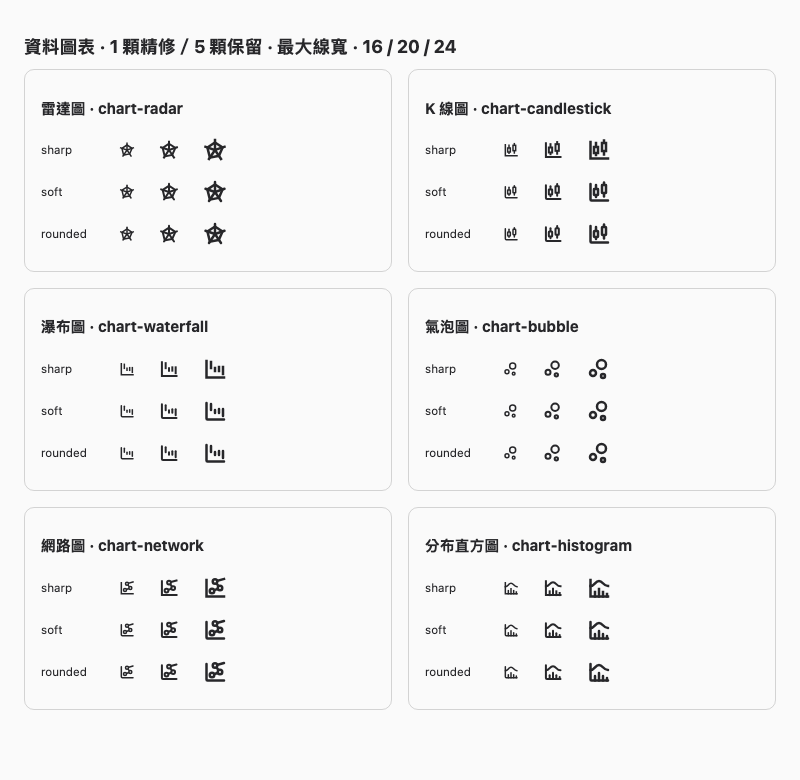 資料圖表 · 1 顆精修 / 5 顆保留 · 最大線寬 · 16 / 20 / 24
雷達圖 · chart-radar
sharp
soft
rounded
K 線圖 · chart-candlestick
sharp
soft
rounded
瀑布圖 · chart-waterfall
sharp
soft
rounded
氣泡圖 · chart-bubble
sharp
soft
rounded
網路圖 · chart-network
sharp
soft
rounded
分布直方圖 · chart-histogram
sharp
soft
rounded